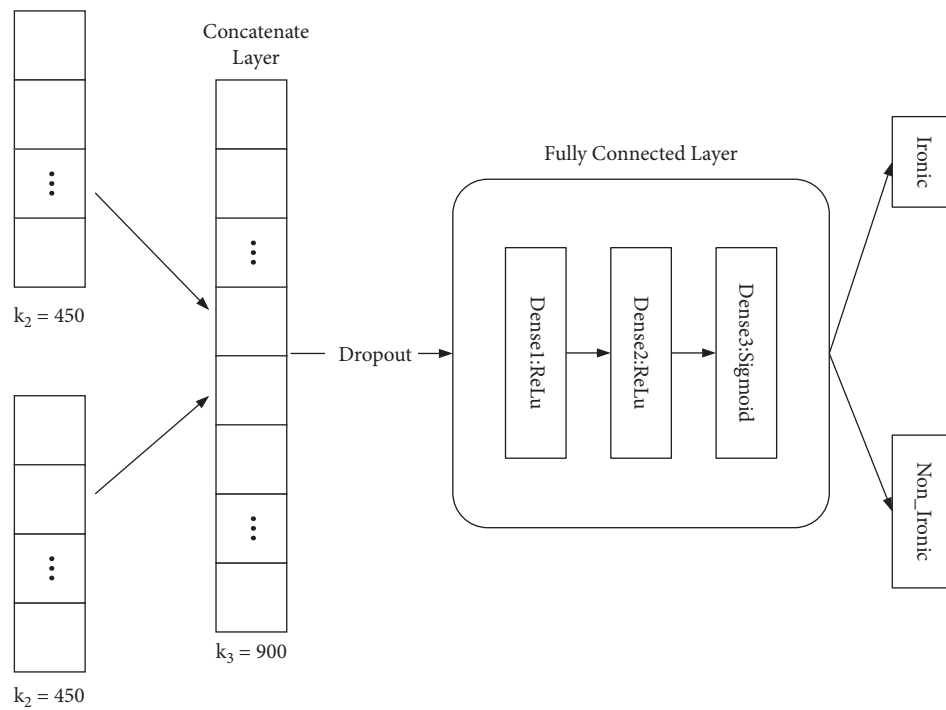 k2 = 450
k2 = 450
Concatenate
Layer
k3 = 900
Dropout
Fully Connected Layer
Dense1:ReLu
Dense2:ReLu
Dense3:Sigmoid
Ironic
Non_Ironic